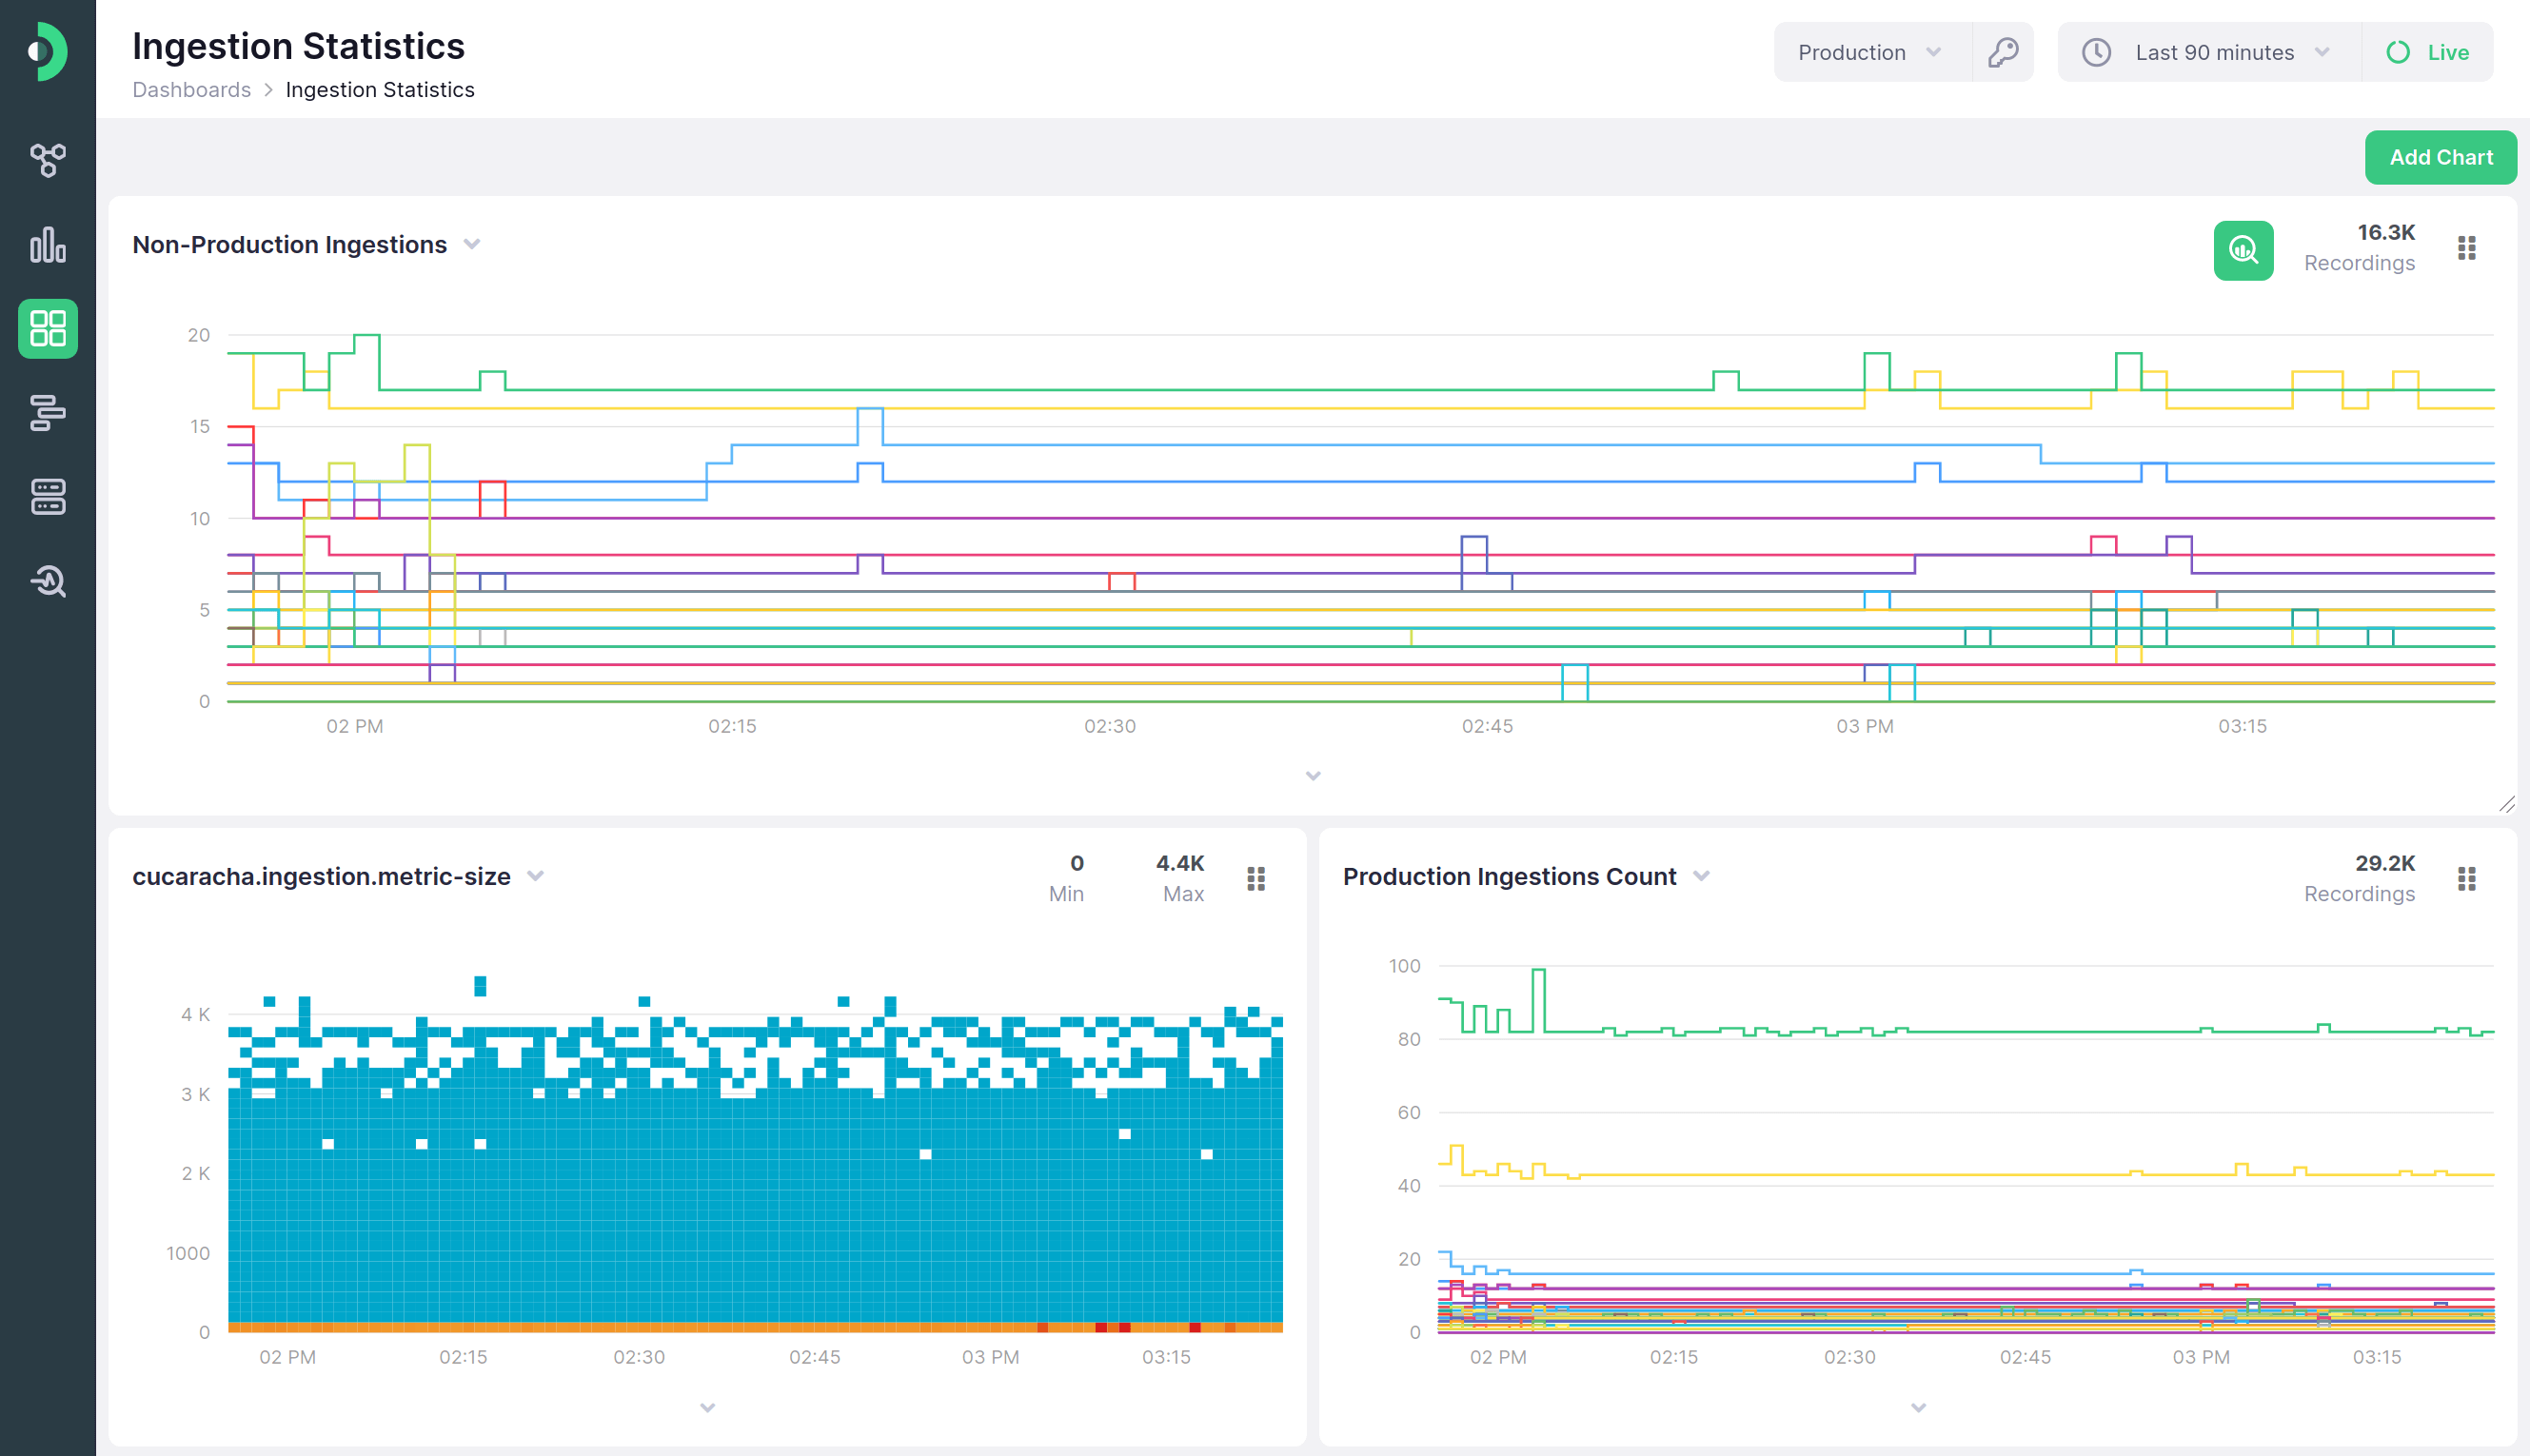 Ingestion Statistics
Dashboards > Ingestion Statistics
Production
Last 90 minutes
Live
Add Chart
Non-Production Ingestions
16.3K
Recordings
20
15
10
5
0
02 PM 02:15 02:30 02:45 03 PM 03:15
cucaracha.ingestion.metric-size
0
Min
4.4K
Max
4 K
3 K
2 K
1000
0
02 PM 02:15 02:30 02:45 03 PM 03:15
Production Ingestions Count
29.2K
Recordings
100
80
60
40
20
0
02 PM 02:15 02:30 02:45 03 PM 03:15